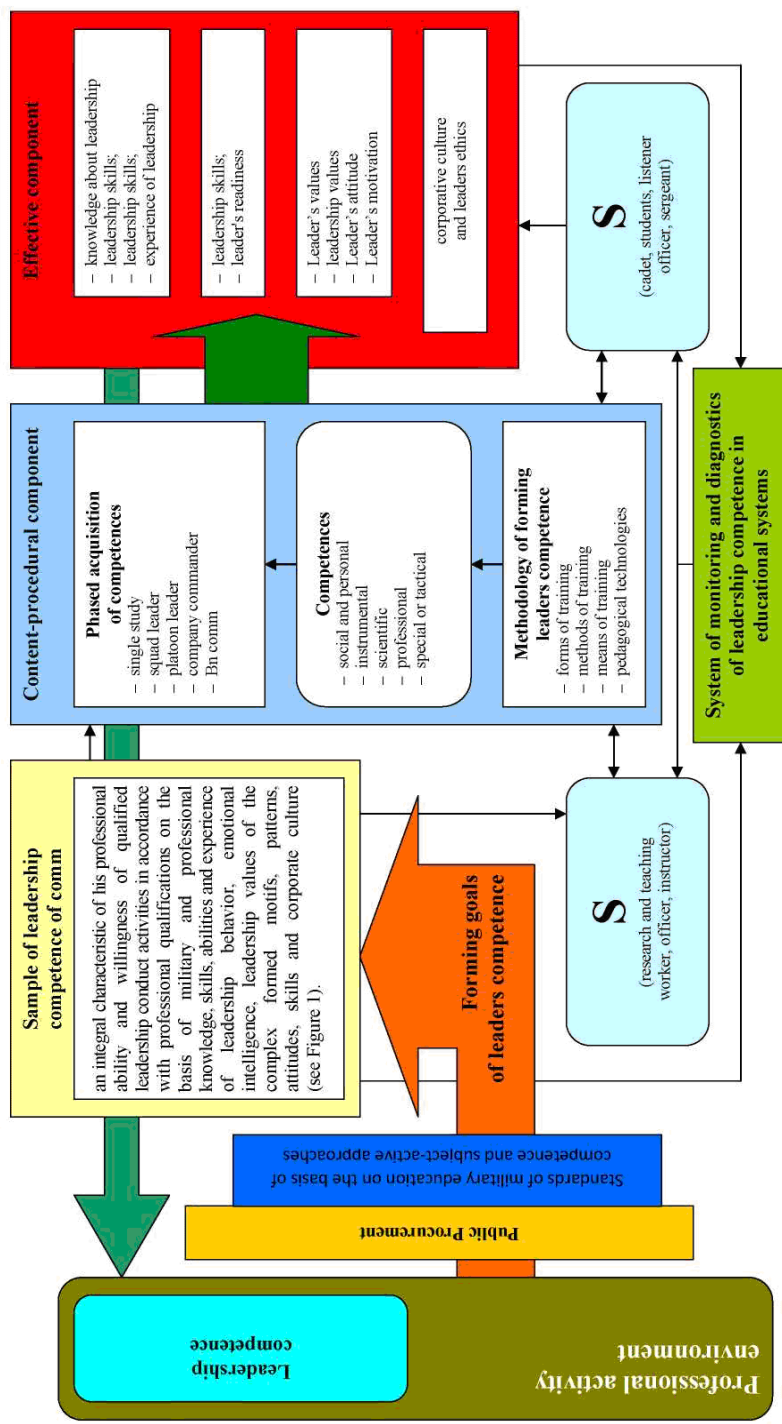 Professional activity
environment
Leadership
competence
Public Procurement
Standards of military education on the basis of
competence and subject-active approaches
Forming goals
of leaders competence
Sample of leadership
competence of comm
an integral characteristic of his professional
ability and willingness of qualified
leadership conduct activities in accordance
with professional qualifications on the
basis of military and professional
knowledge, skills, abilities and experience
of leadership behavior, emotional
intelligence, leadership values of the
complex formed motifs, patterns,
attitudes, skills and corporate culture
(see Figure 1).
Content-procedural component
Phased acquisition
of competences
– single study
– squad leader
– platoon leader
– company commander
– Bn comm
Competences
– social and personal
– instrumental
– scientific
– professional
– special or tactical
Methodology of forming
leaders competence
– forms of training
– methods of training
– means of training
– pedagogical technologies
Effective component
– knowledge about leadership
– leadership skills;
– leadership skills;
– experience of leadership
– leadership skills;
– leader's readiness
– Leader`s values
– leadership values
– Leader`s attitude
– Leader`s motivation
corporative culture
and leaders ethics
S
(research and teaching
worker, officer, instructor)
S
(cadet, students, listener
officer, sergeant)
System of monitoring and diagnostics
of leadership competence in
educational systems